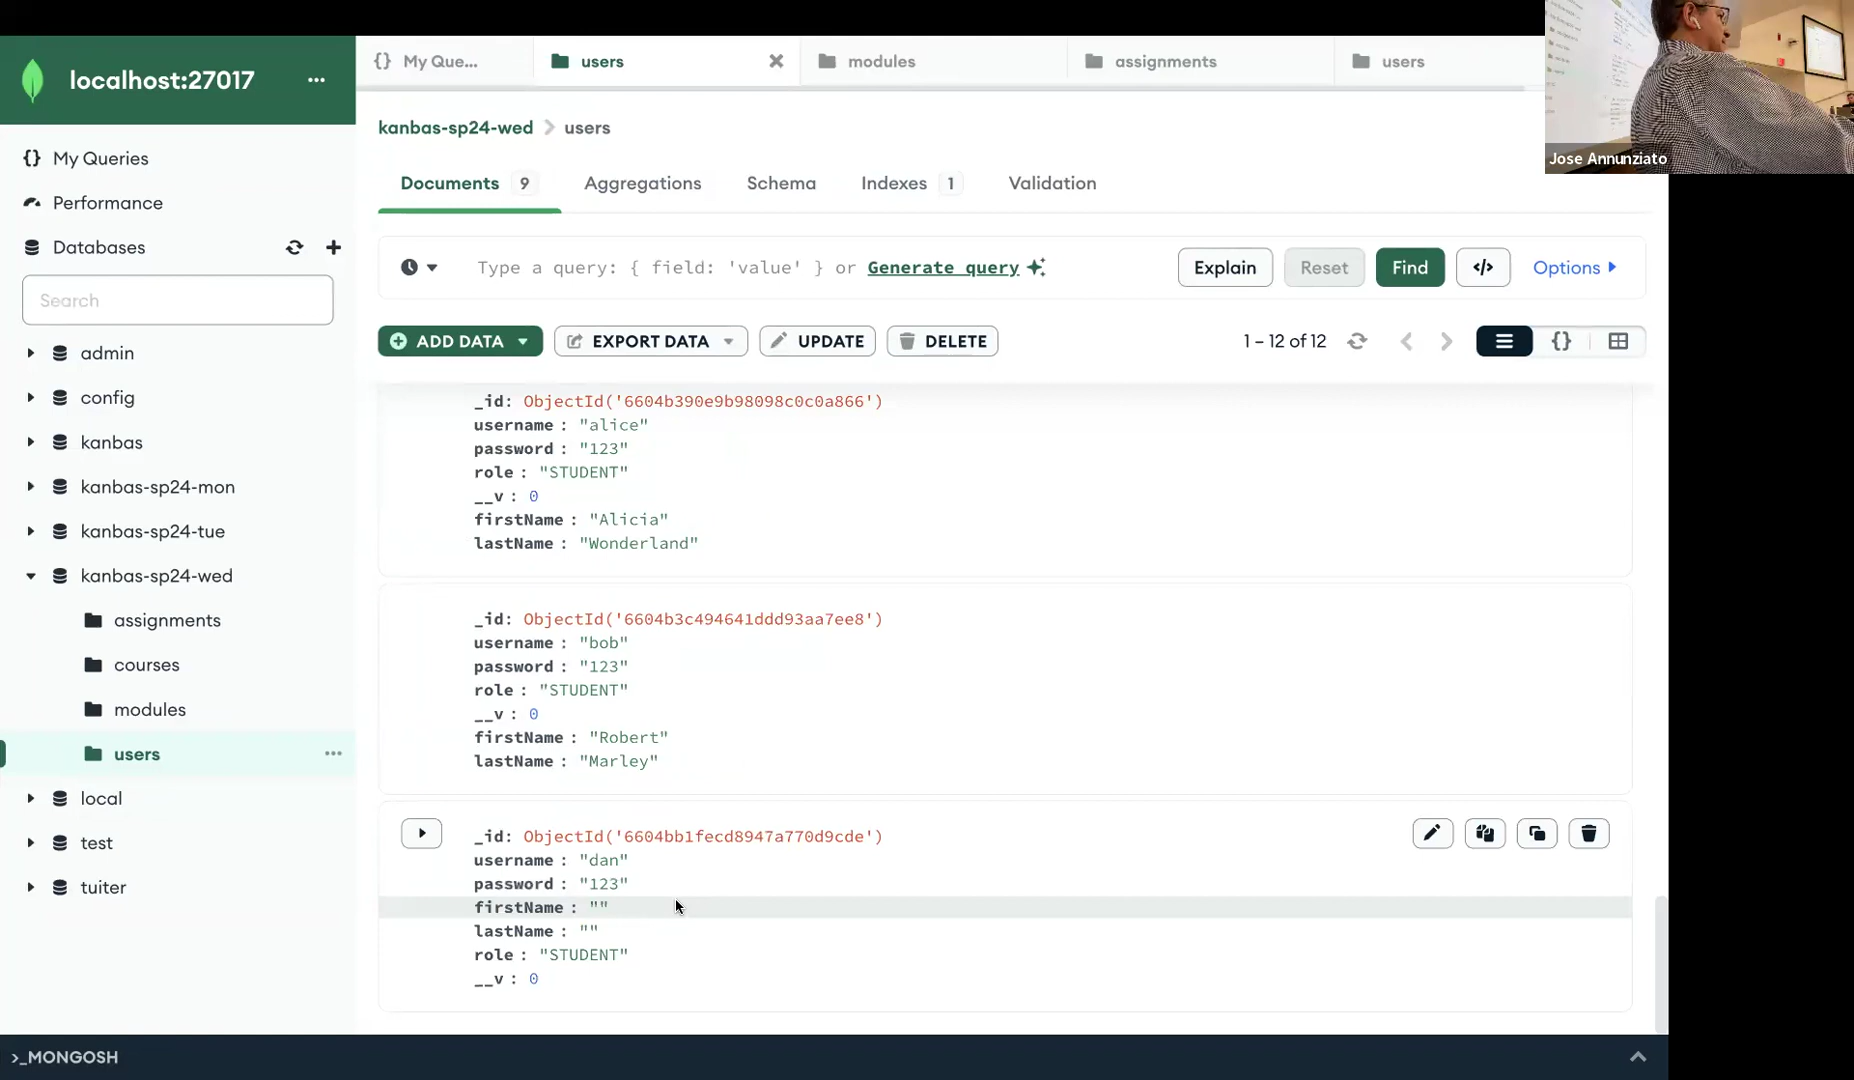 localhost:27017
My Queries
Performance
Databases
Search
admin
config
kanbas
kanbas-sp24-mon
kanbas-sp24-tue
kanbas-sp24-wed
assignments
courses
modules
users
local
test
tuiter
{} My Que...
users
modules
assignments
users
Jose Annunziato
kanbas-sp24-wed > users
Documents 9 Aggregations Schema Indexes 1 Validation
Type a query: { field: 'value' } or Generate query
Explain Reset Find </> Options
ADD DATA EXPORT DATA UPDATE DELETE 1 – 12 of 12 {}
_id: ObjectId('6604b390e9b98098c0c0a866')
username : "alice"
password : "123"
role : "STUDENT"
__v : 0
firstName : "Alicia"
lastName : "Wonderland"
_id: ObjectId('6604b3c494641ddd93aa7ee8')
username : "bob"
password : "123"
role : "STUDENT"
__v : 0
firstName : "Robert"
lastName : "Marley"
_id: ObjectId('6604bb1fecd8947a770d9cde')
username : "dan"
password : "123"
firstName : ""
lastName : ""
role : "STUDENT"
__v : 0
>_MONGOSH